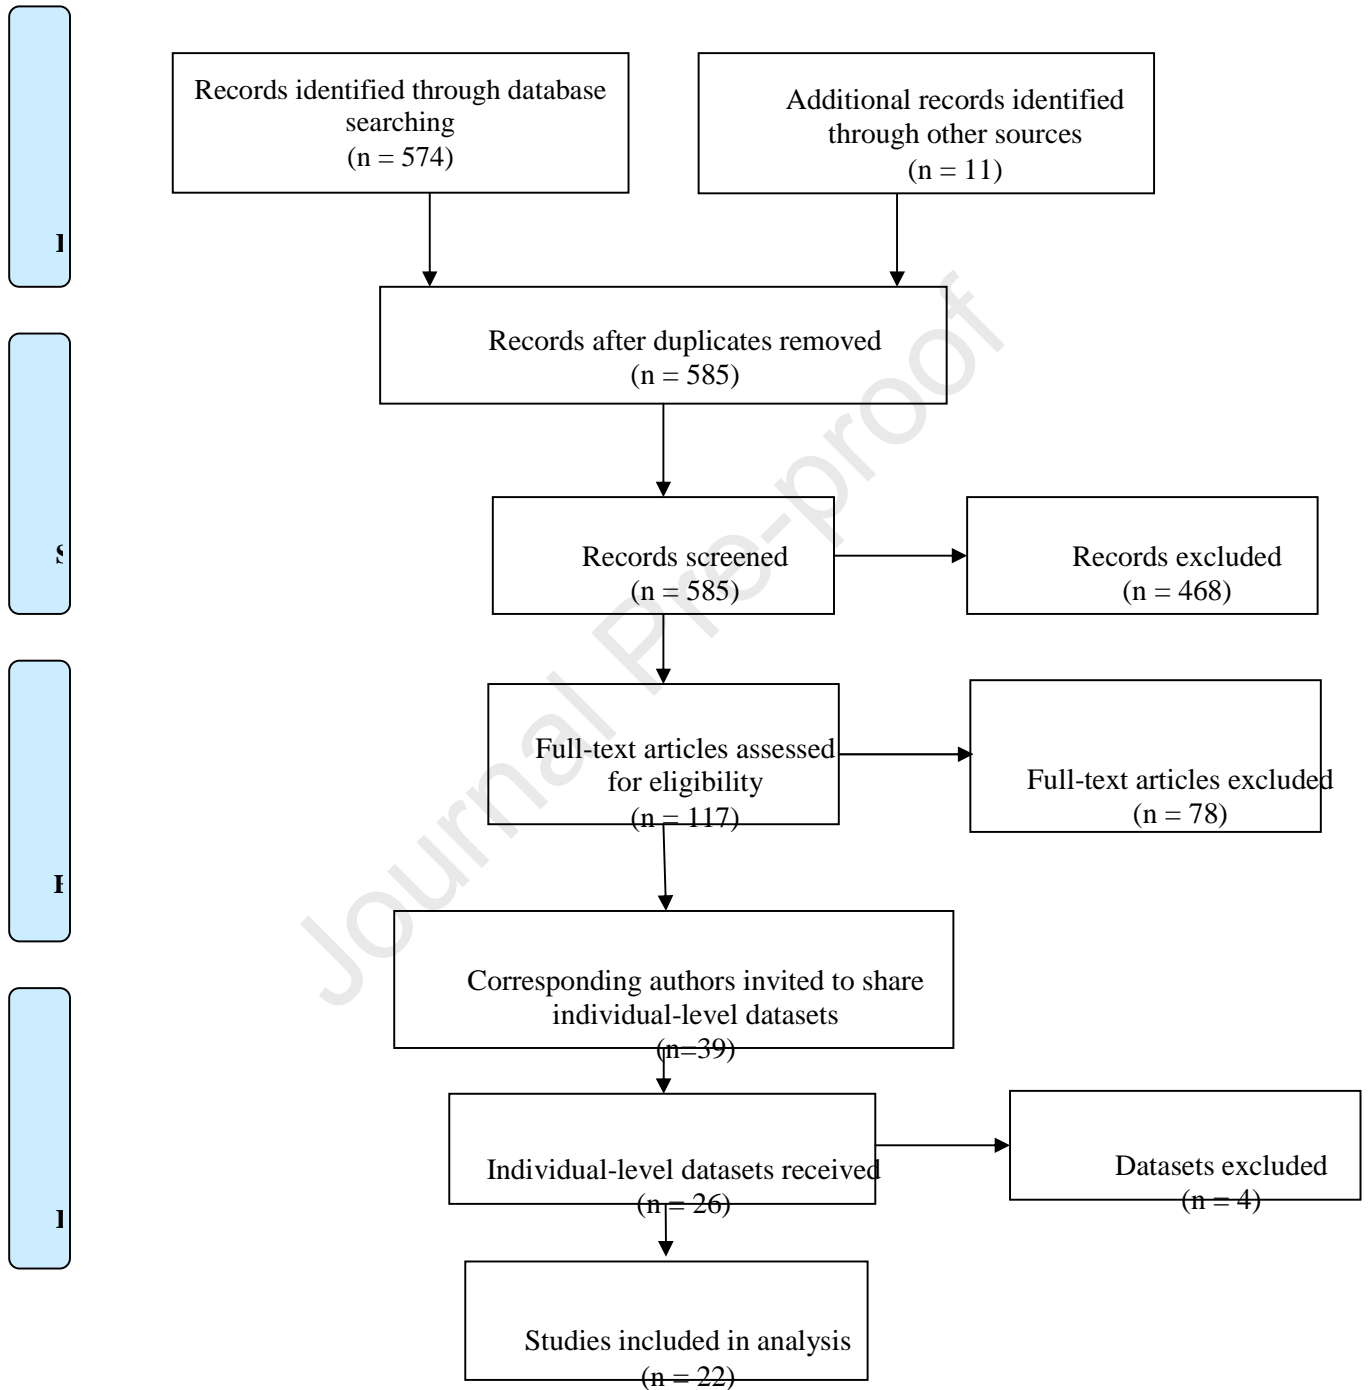 Records identified through database
searching
(n = 574)
Additional records identified
through other sources
(n = 11)
Records after duplicates removed
(n = 585)
Records screened
(n = 585)
Records excluded
(n = 468)
Full-text articles assessed
for eligibility
(n = 117)
Full-text articles excluded
(n = 78)
Corresponding authors invited to share
individual-level datasets
(n=39)
Individual-level datasets received
(n = 26)
Datasets excluded
(n = 4)
Studies included in analysis
(n = 22)
Journal Pre-proof